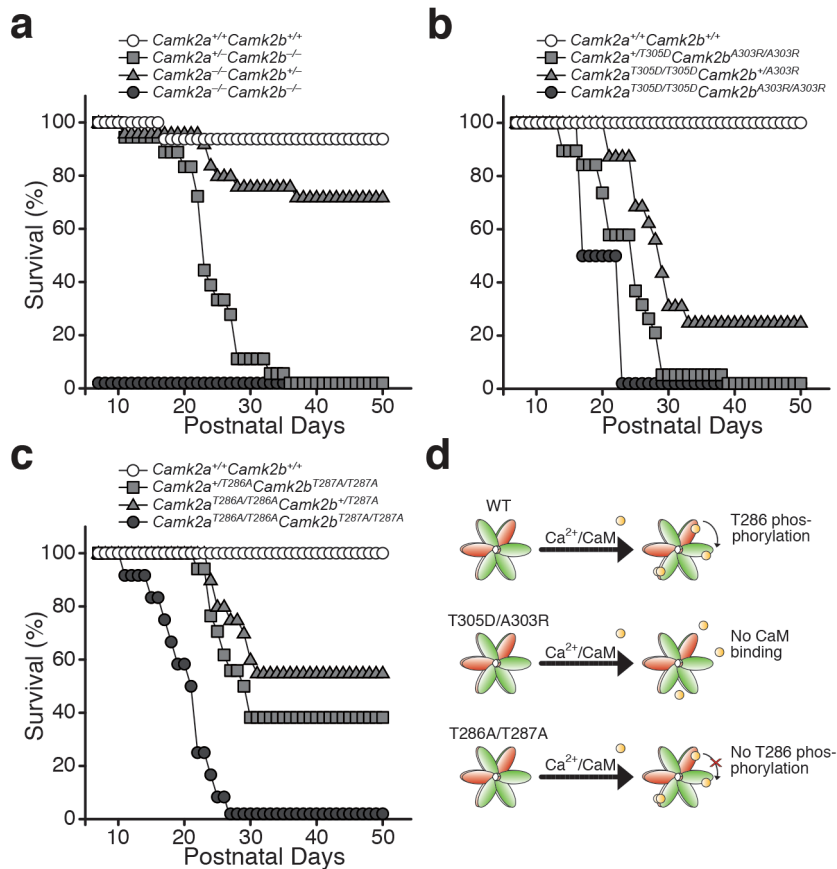 a
Camk2a+/+Camk2b+/+
Camk2a+/–Camk2b–/–
Camk2a–/–Camk2b+/–
Camk2a–/–Camk2b–/–
Survival (%)
100
80
60
40
20
0
10 20 30 40 50
Postnatal Days
b
Camk2a+/+Camk2b+/+
Camk2a+/T305DCamk2bA303R/A303R
Camk2aT305D/T305DCamk2b+/A303R
Camk2aT305D/T305DCamk2bA303R/A303R
100
80
60
40
20
0
10 20 30 40 50
Postnatal Days
c
Camk2a+/+Camk2b+/+
Camk2a+/T286ACamk2bT287A/T287A
Camk2aT286A/T286ACamk2b+/T287A
Camk2aT286A/T286ACamk2bT287A/T287A
Survival (%)
100
80
60
40
20
0
10 20 30 40 50
Postnatal Days
d
WT
Ca2+/CaM
T286 phos-
phorylation
T305D/A303R
Ca2+/CaM
No CaM
binding
T286A/T287A
Ca2+/CaM
No T286 phos-
phorylation